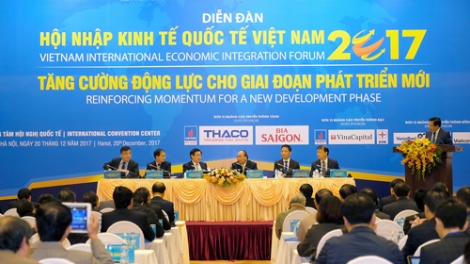 DIỄN ĐÀN
HỘI NHẬP KINH TẾ QUỐC TẾ VIỆT NAM 2017
VIETNAM INTERNATIONAL ECONOMIC INTEGRATION FORUM
TĂNG CƯỜNG ĐỘNG LỰC CHO GIAI ĐOẠN PHÁT TRIỂN MỚI
REINFORCING MOMENTUM FOR A NEW DEVELOPMENT PHASE
TÂM HỘI NGHỊ QUỐC TẾ | INTERNATIONAL CONVENTION CENTER
NỘI, NGÀY 20 THÁNG 12 NĂM 2017 | Hanoi, 20th December, 2017
THACO
BIA SAIGON
VinaCapital